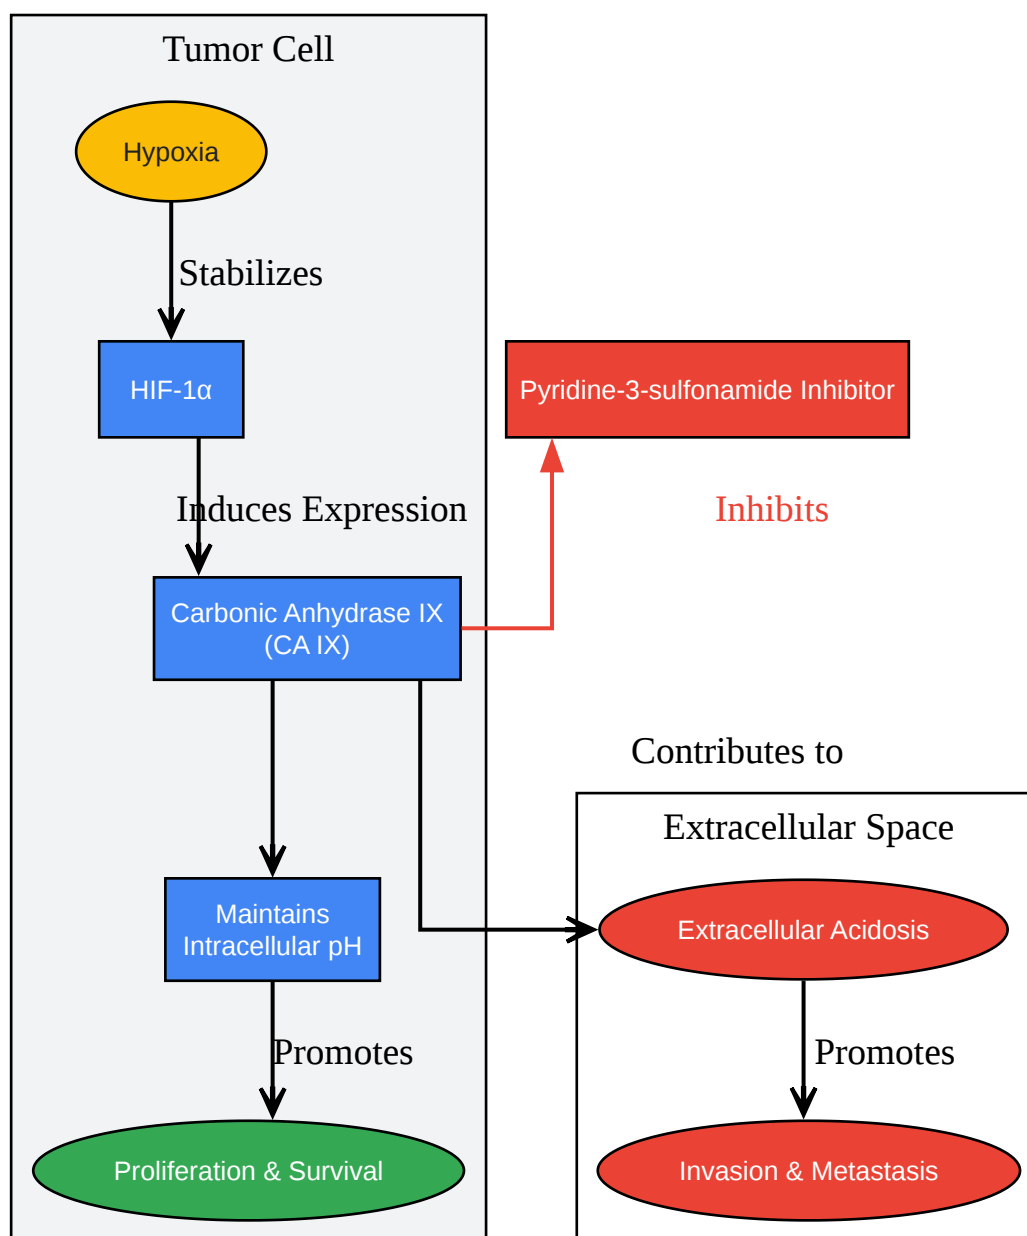 Tumor Cell
Hypoxia
Stabilizes
HIF-1α
Pyridine-3-sulfonamide Inhibitor
Induces Expression
Inhibits
Carbonic Anhydrase IX
(CA IX)
Contributes to
Extracellular Space
Maintains
Intracellular pH
Extracellular Acidosis
Promotes
Promotes
Proliferation & Survival
Invasion & Metastasis